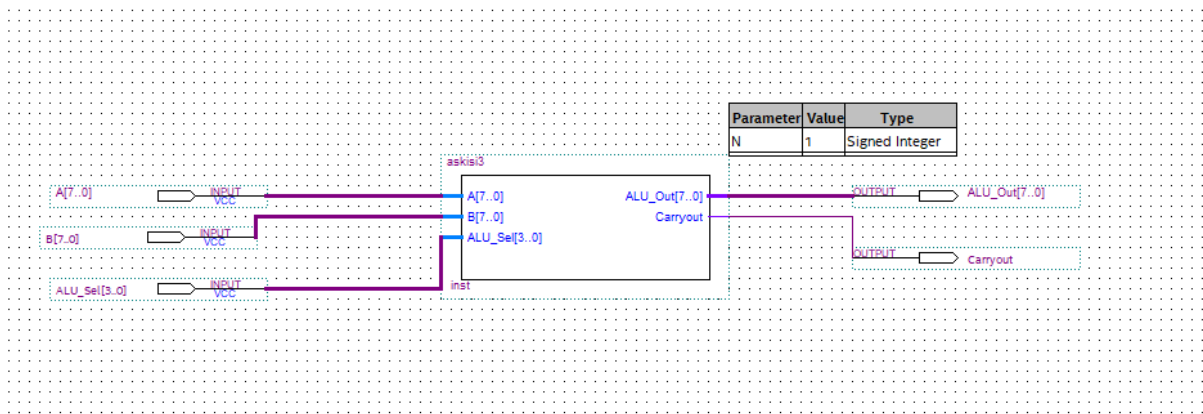 Parameter Value Type
N 1 Signed Integer
askisi3
A[7..0] INPUT VCC A[7..0] ALU_Out[7..0] OUTPUT ALU_Out[7..0]
B[7..0] INPUT VCC B[7..0] Carryout OUTPUT Carryout
ALU_Sel[3..0] INPUT VCC ALU_Sel[3..0]
inst